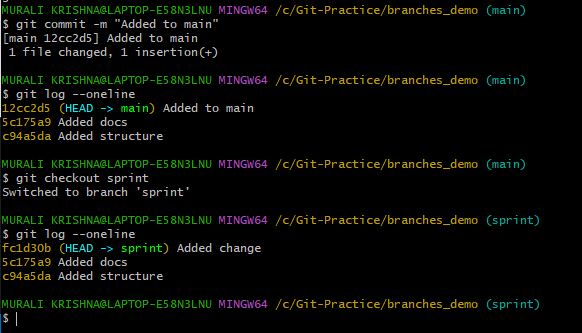 MURALI KRISHNA@LAPTOP-E58N3LNU MINGW64 /c/Git-Practice/branches_demo (main)
$ git commit -m "Added to main"
[main 12cc2d5] Added to main
1 file changed, 1 insertion(+)
MURALI KRISHNA@LAPTOP-E58N3LNU MINGW64 /c/Git-Practice/branches_demo (main)
$ git log --oneline
12cc2d5 (HEAD -> main) Added to main
5c175a9 Added docs
c94a5da Added structure
MURALI KRISHNA@LAPTOP-E58N3LNU MINGW64 /c/Git-Practice/branches_demo (main)
$ git checkout sprint
Switched to branch 'sprint'
MURALI KRISHNA@LAPTOP-E58N3LNU MINGW64 /c/Git-Practice/branches_demo (sprint)
$ git log --oneline
fc1d30b (HEAD -> sprint) Added change
5c175a9 Added docs
c94a5da Added structure
MURALI KRISHNA@LAPTOP-E58N3LNU MINGW64 /c/Git-Practice/branches_demo (sprint)
$